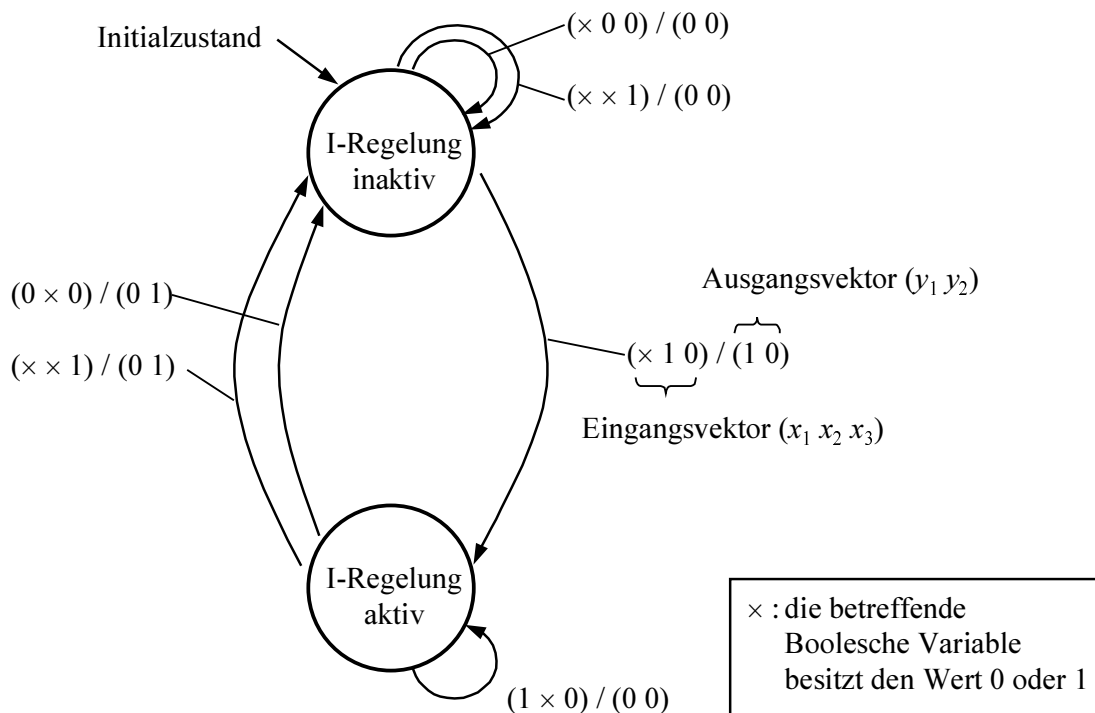 Initialzustand
(× 0 0) / (0 0)
(× × 1) / (0 0)
I-Regelung
inaktiv
(0 × 0) / (0 1)
(× × 1) / (0 1)
Ausgangsvektor (y₁ y₂)
(× 1 0) / (1 0)
Eingangsvektor (x₁ x₂ x₃)
I-Regelung
aktiv
(1 × 0) / (0 0)
× : die betreffende
Boolesche Variable
besitzt den Wert 0 oder 1